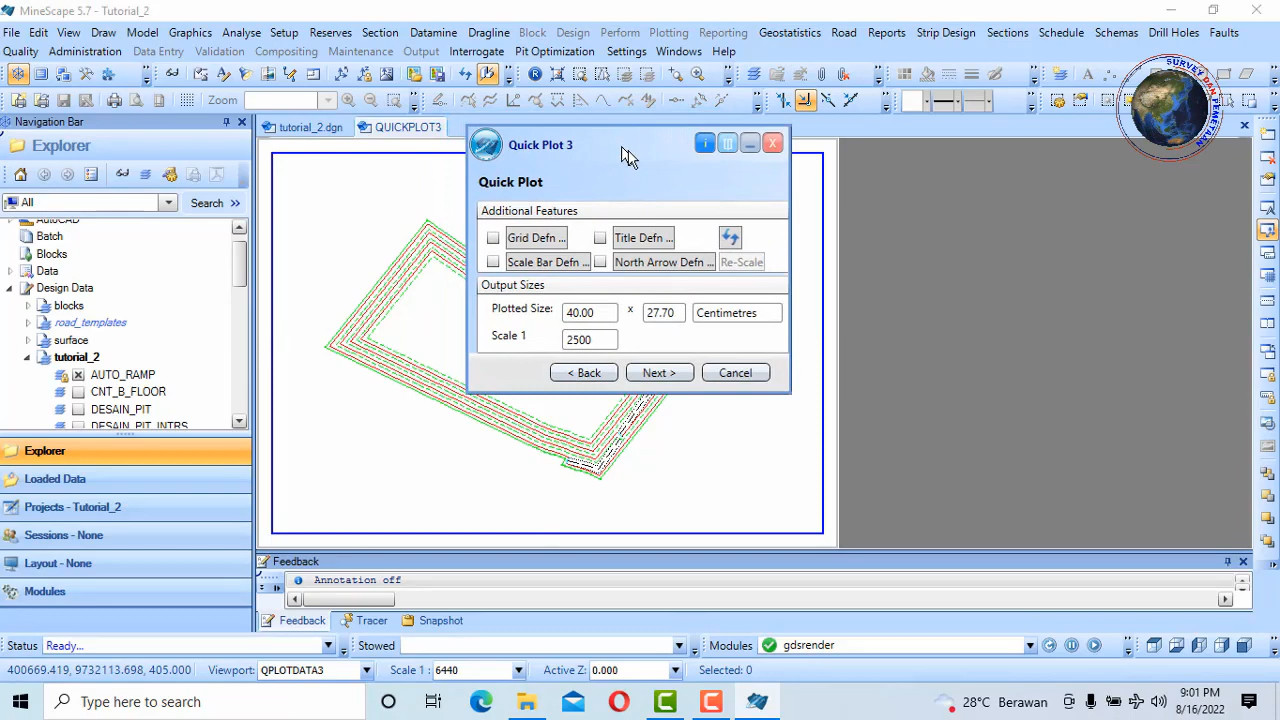 MineScape 5.7 - Tutorial_2
File Edit View Draw Model Graphics Analyse Setup Reserves Section Datamine Dragline Block Design Perform Plotting Reporting Geostatistics Road Reports Strip Design Sections Schedule Schemas Drill Holes Faults
Quality Administration Data Entry Validation Compositing Maintenance Output Interrogate Pit Optimization Settings Windows Help
Zoom
SURVEY DAN PEMETAAN
Navigation Bar
tutorial_2.dgn QUICKPLOT3
Explorer
All Search »
AutoCAD
Batch
Blocks
Data
Design Data
blocks
road_templates
surface
tutorial_2
AUTO_RAMP
CNT_B_FLOOR
DESAIN_PIT
DESAIN_PIT_INTRS
Explorer
Loaded Data
Projects - Tutorial_2
Sessions - None
Layout - None
Modules
Quick Plot 3
Quick Plot
Additional Features
Grid Defn ... Title Defn ...
Scale Bar Defn ... North Arrow Defn ... Re-Scale
Output Sizes
Plotted Size: 40.00 x 27.70 Centimetres
Scale 1 2500
< Back Next > Cancel
Feedback
Annotation off
Feedback Tracer Snapshot
Status Ready... Stowed Modules gdsrender
400669.419, 9732113.698, 405.000 Viewport: QPLOTDATA3 Scale 1 : 6440 Active Z: 0.000 Selected: 0
Type here to search
28°C Berawan
9:01 PM
8/16/2022